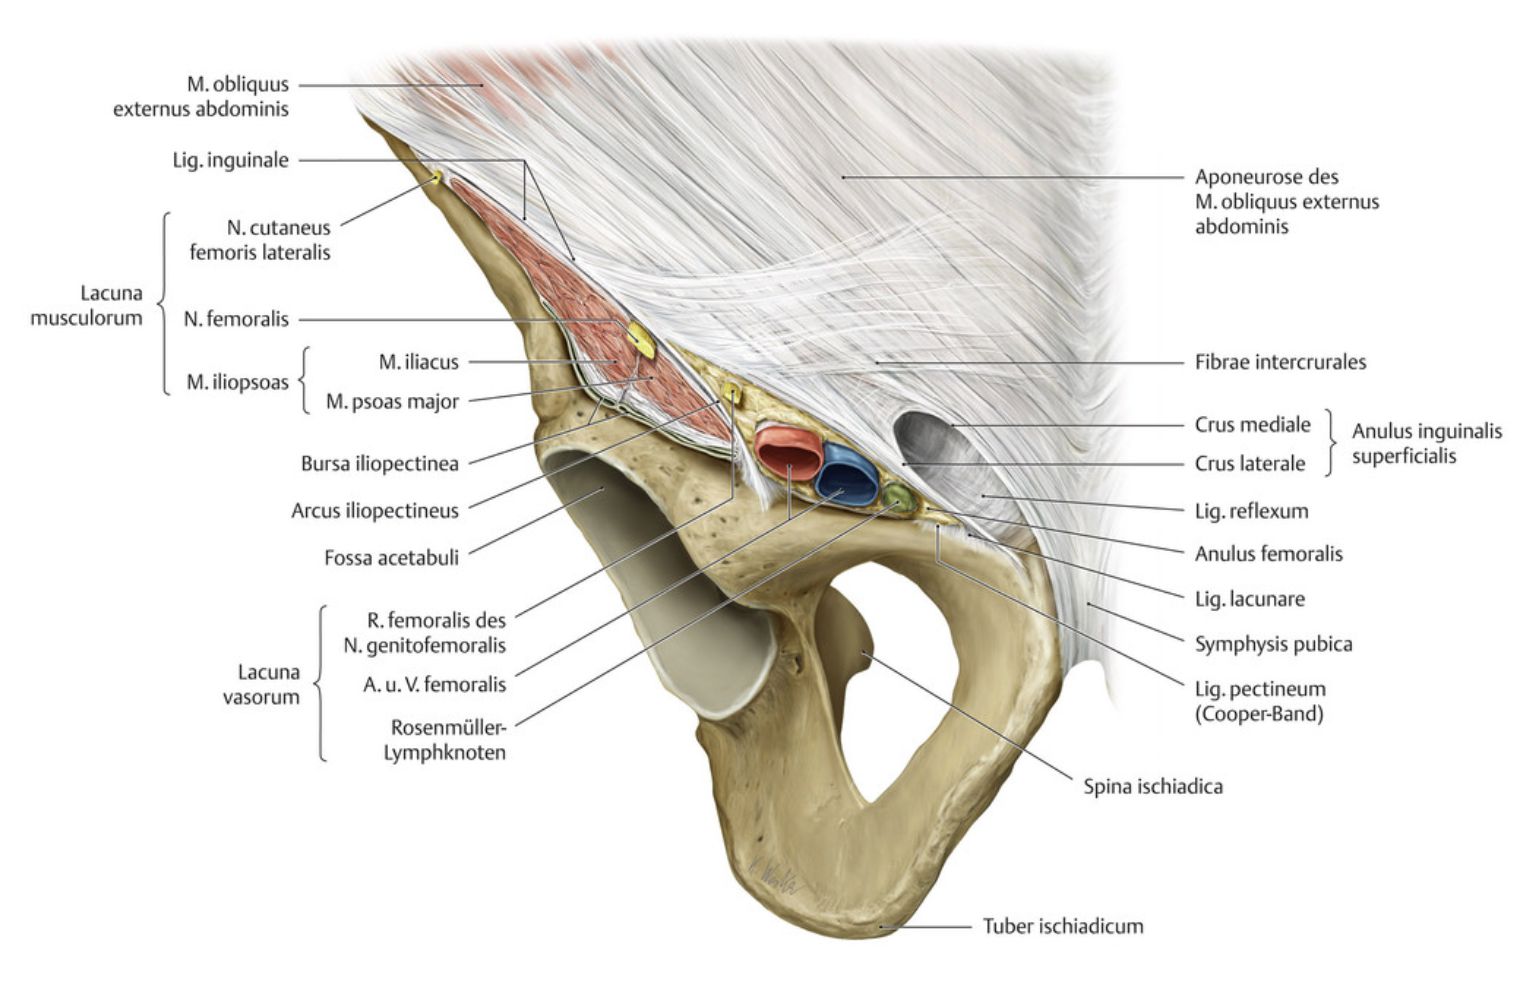 M. obliquus
externus abdominis
Lig. inguinale
N. cutaneus
femoris lateralis
Lacuna
musculorum
N. femoralis
M. iliacus
M. iliopsoas
M. psoas major
Bursa iliopectinea
Arcus iliopectineus
Fossa acetabuli
R. femoralis des
N. genitofemoralis
Lacuna
vasorum
A. u. V. femoralis
Rosenmüller-
Lymphknoten
Aponeurose des
M. obliquus externus
abdominis
Fibrae intercrurales
Crus mediale
Crus laterale
Anulus inguinalis
superficialis
Lig. reflexum
Anulus femoralis
Lig. lacunare
Symphysis pubica
Lig. pectineum
(Cooper-Band)
Spina ischiadica
Tuber ischiadicum